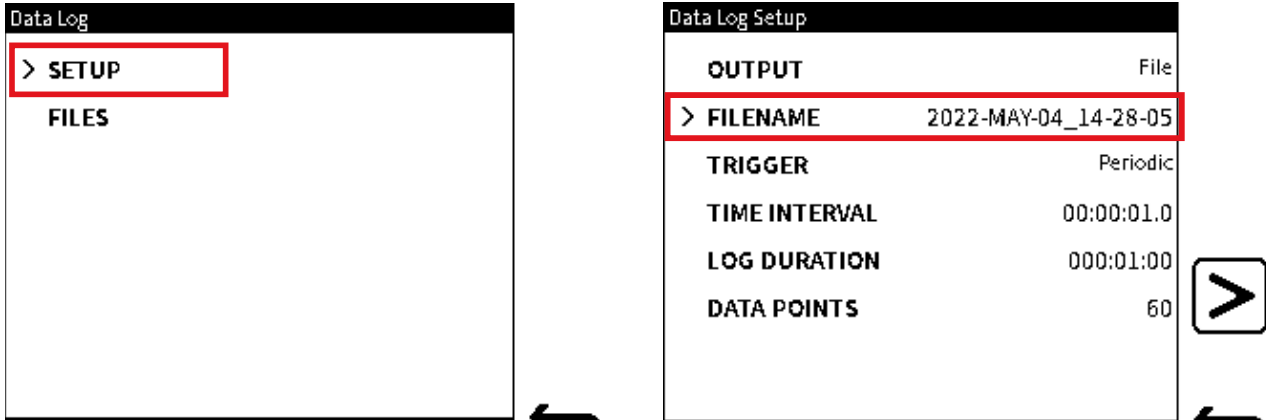 Data Log
> SETUP
FILES
Data Log Setup
OUTPUT File
> FILENAME 2022-MAY-04_14-28-05
TRIGGER Periodic
TIME INTERVAL 00:00:01.0
LOG DURATION 000:01:00
DATA POINTS 60
>